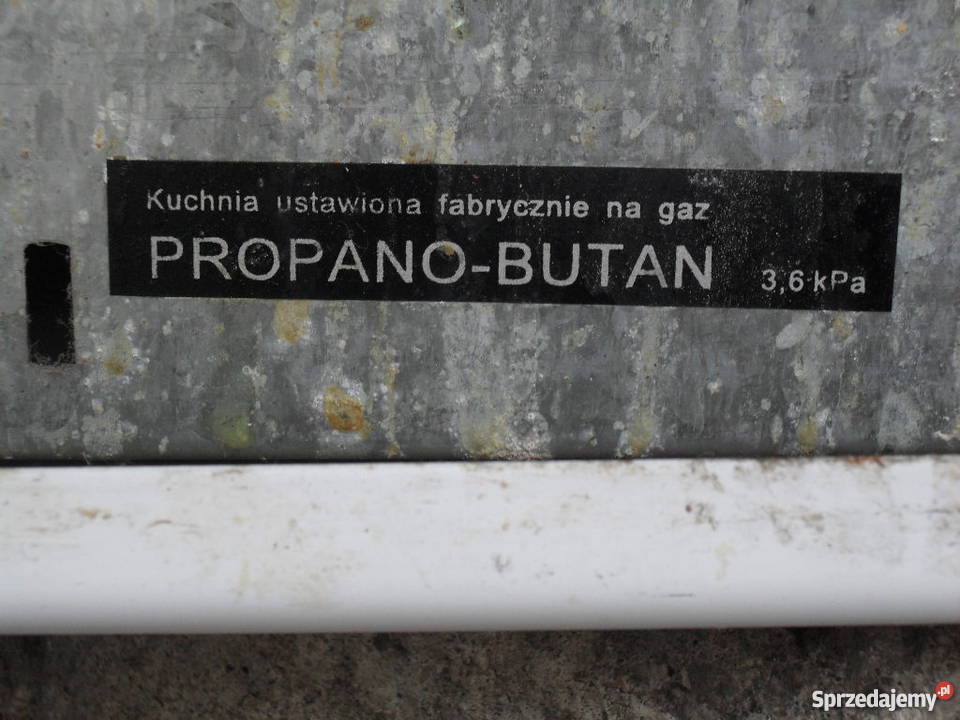 Kuchnia ustawiona fabrycznie na gaz
PROPANO-BUTAN 3,6 kPa
Sprzedajemy.pl